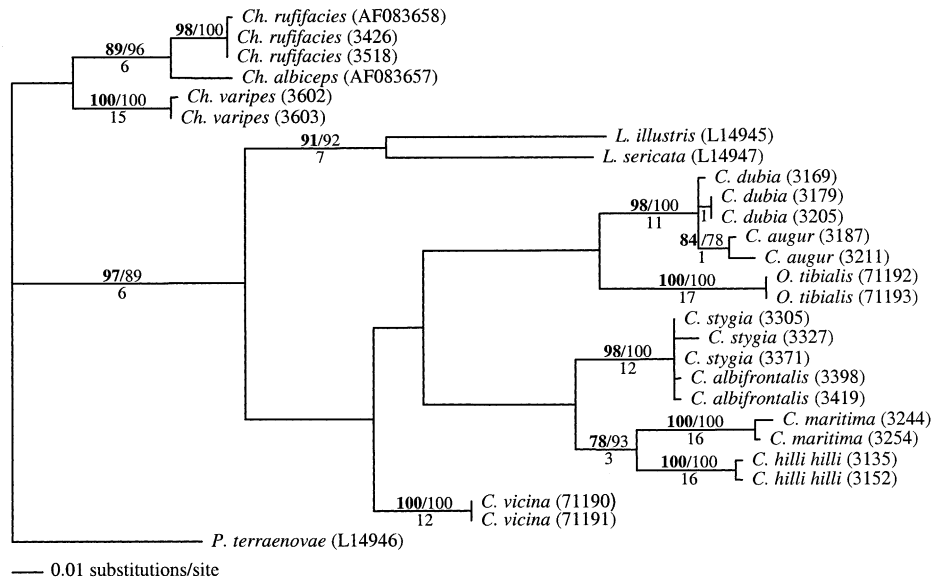 Ch. rufifacies (AF083658)
98/100
Ch. rufifacies (3426)
89/96
Ch. rufifacies (3518)
6
Ch. albiceps (AF083657)
100/100
Ch. varipes (3602)
15
Ch. varipes (3603)
91/92
L. illustris (L14945)
7
L. sericata (L14947)
C. dubia (3169)
98/100
C. dubia (3179)
11
1
C. dubia (3205)
84/78
C. augur (3187)
1
C. augur (3211)
97/89
6
100/100
O. tibialis (71192)
17
O. tibialis (71193)
C. stygia (3305)
C. stygia (3327)
98/100
C. stygia (3371)
12
C. albifrontalis (3398)
C. albifrontalis (3419)
100/100
C. maritima (3244)
16
C. maritima (3254)
78/93
3
100/100
C. hilli hilli (3135)
16
C. hilli hilli (3152)
100/100
C. vicina (71190)
12
C. vicina (71191)
P. terraenovae (L14946)
0.01 substitutions/site